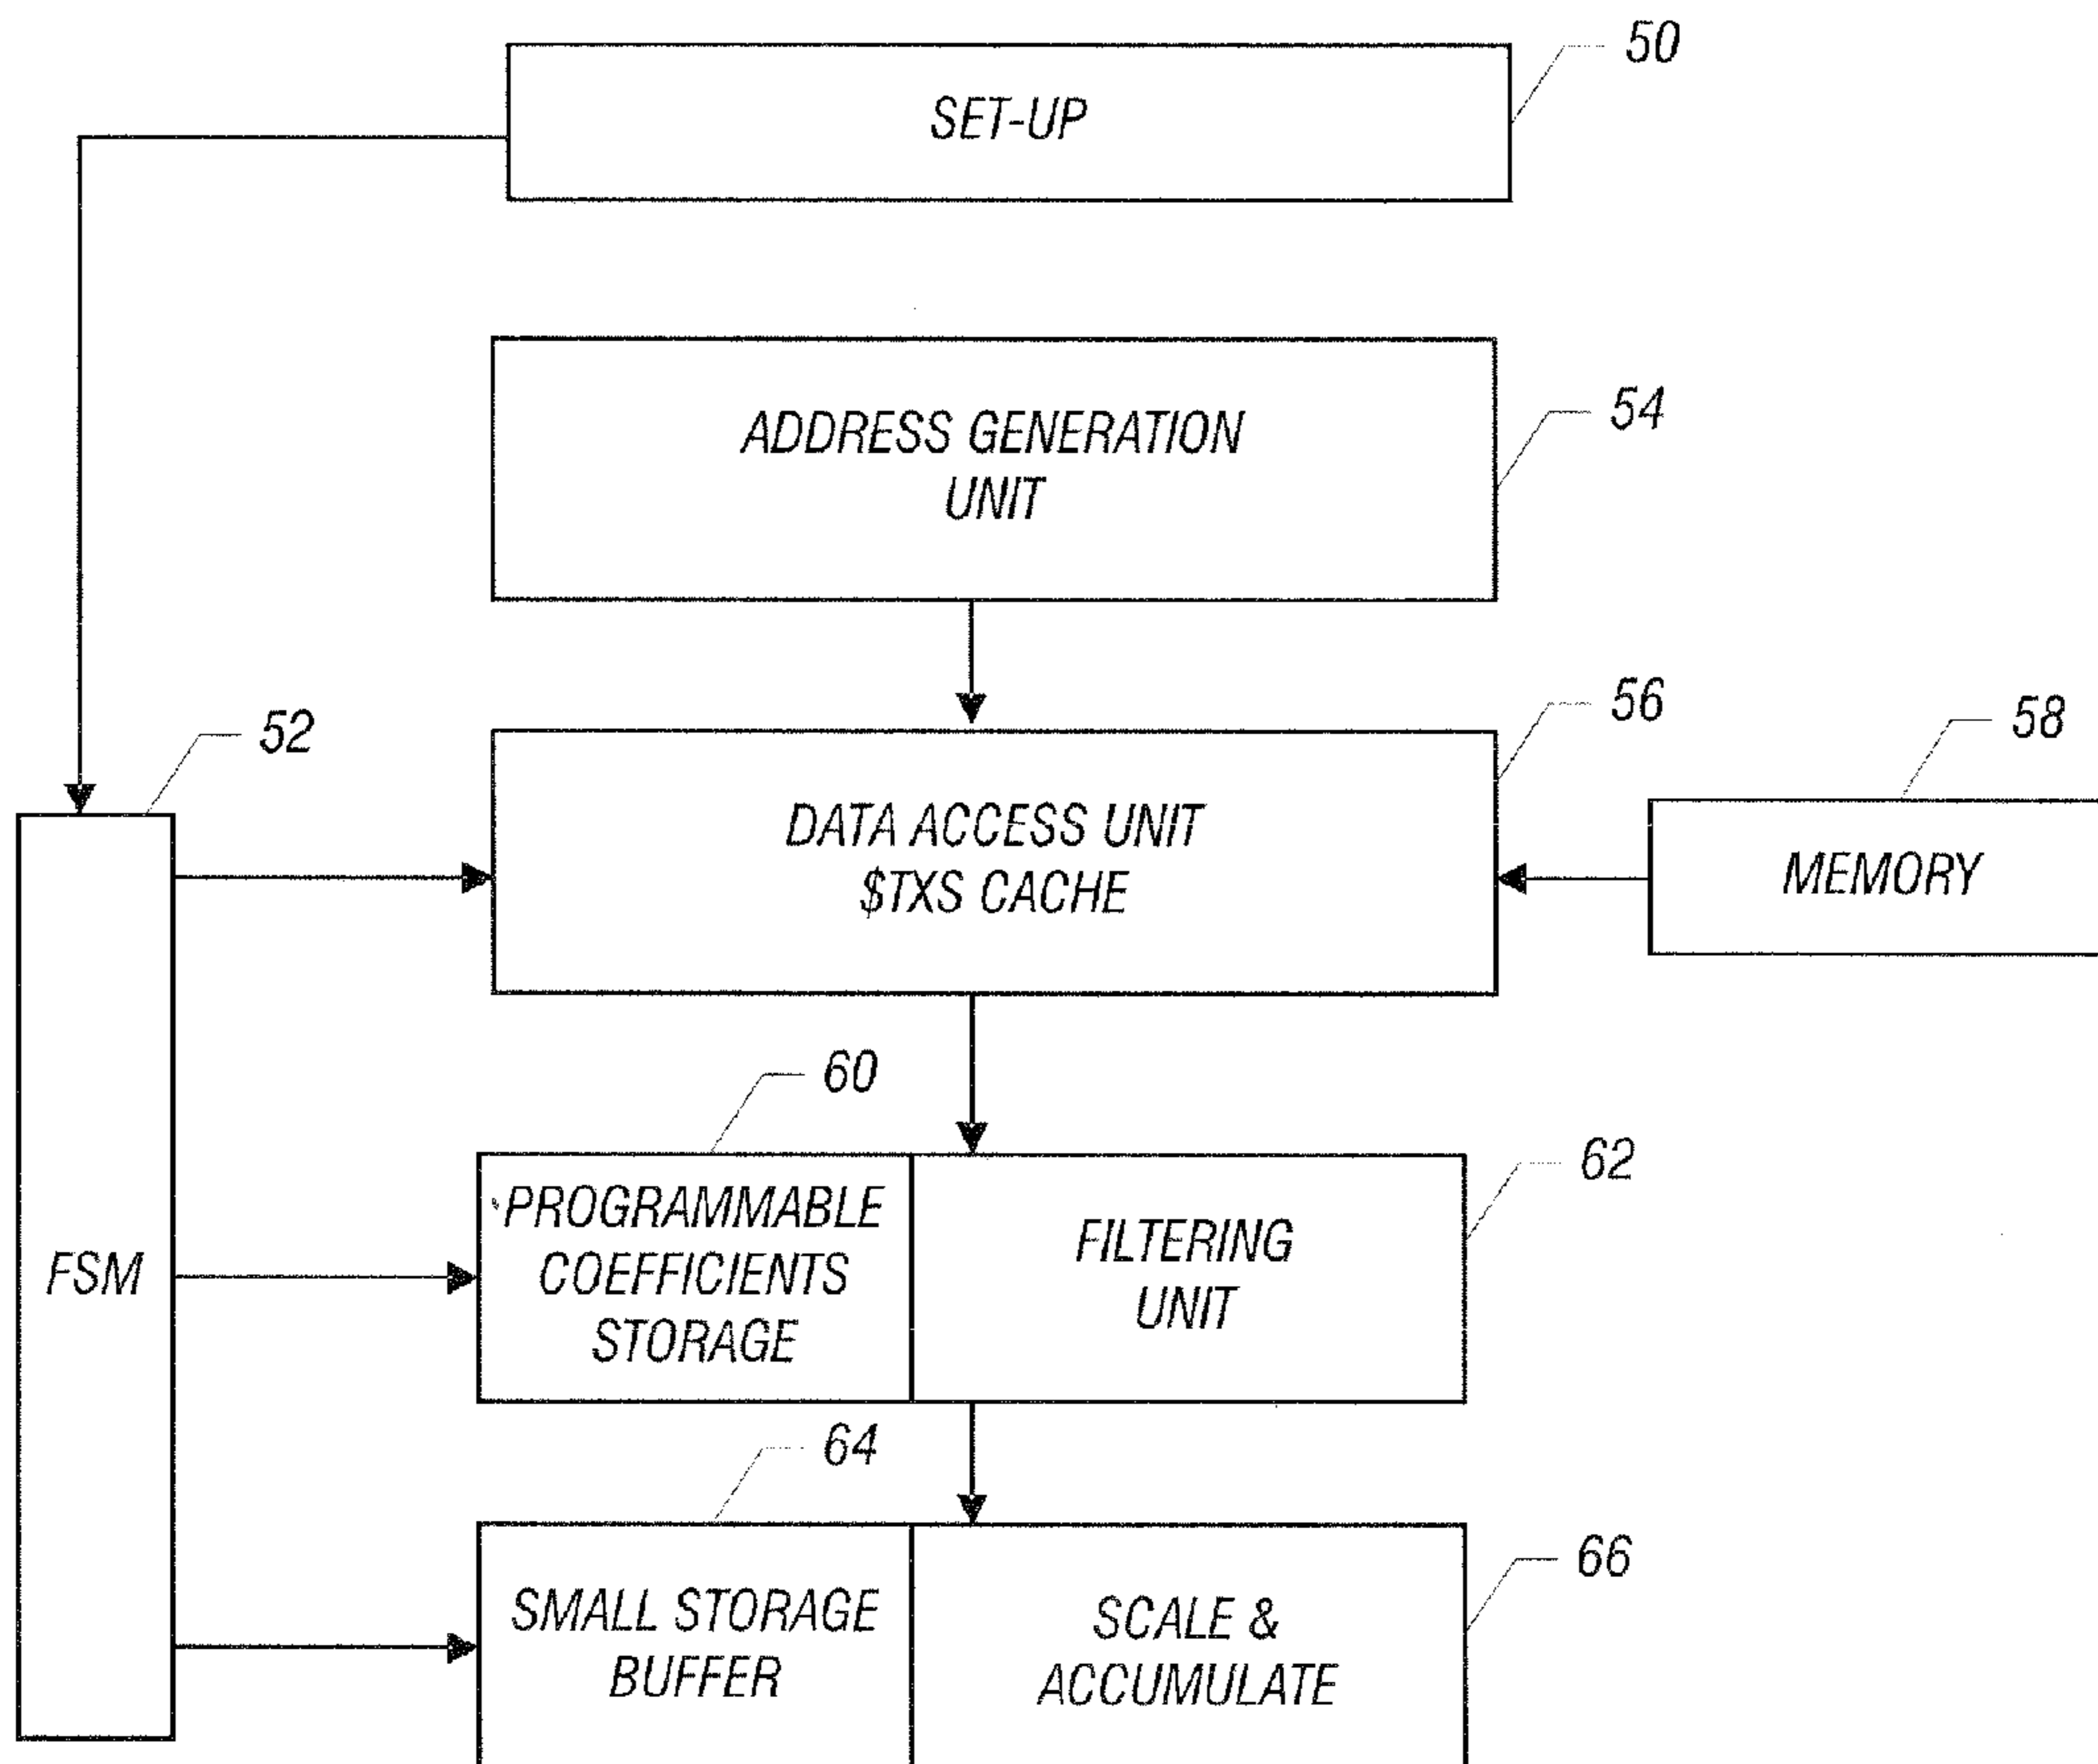 50
SET-UP
54
ADDRESS GENERATION
UNIT
56
58
52
DATA ACCESS UNIT
$TXS CACHE
MEMORY
60
62
PROGRAMMABLE
COEFFICIENTS
STORAGE
FILTERING
UNIT
FSM
64
66
SMALL STORAGE
BUFFER
SCALE &
ACCUMULATE